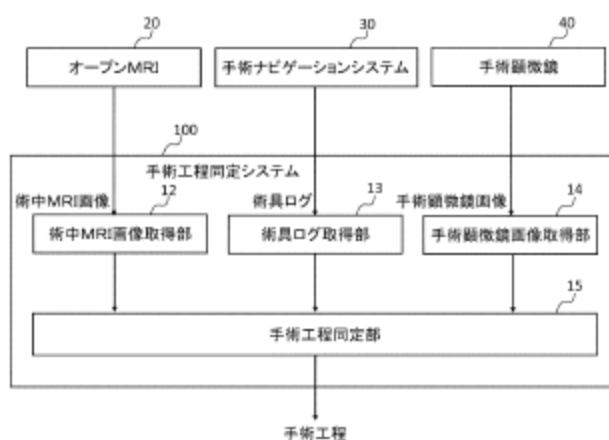 20
30
40
オープンMRI
手術ナビゲーションシステム
手術顕微鏡
100
手術工程同定システム
術中MRI画像
12
術具ログ
13
手術顕微鏡画像
14
術中MRI画像取得部
術具ログ取得部
手術顕微鏡画像取得部
15
手術工程同定部
手術工程